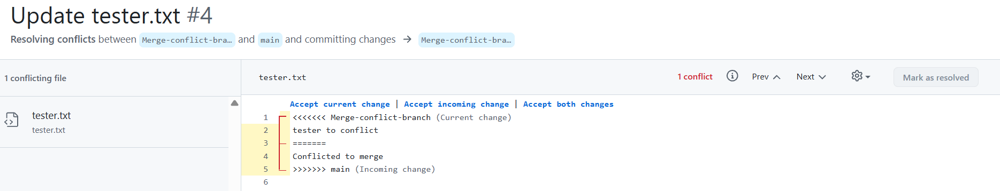 Update tester.txt #4
Resolving conflicts between Merge-conflict-bra… and main and committing changes → Merge-conflict-bra…
1 conflicting file
tester.txt
tester.txt
tester.txt
1 conflict
Prev
Next
Mark as resolved
Accept current change | Accept incoming change | Accept both changes
1 <<<<<<< Merge-conflict-branch (Current change)
2 tester to conflict
3 =======
4 Conflicted to merge
5 >>>>>>> main (Incoming change)
6